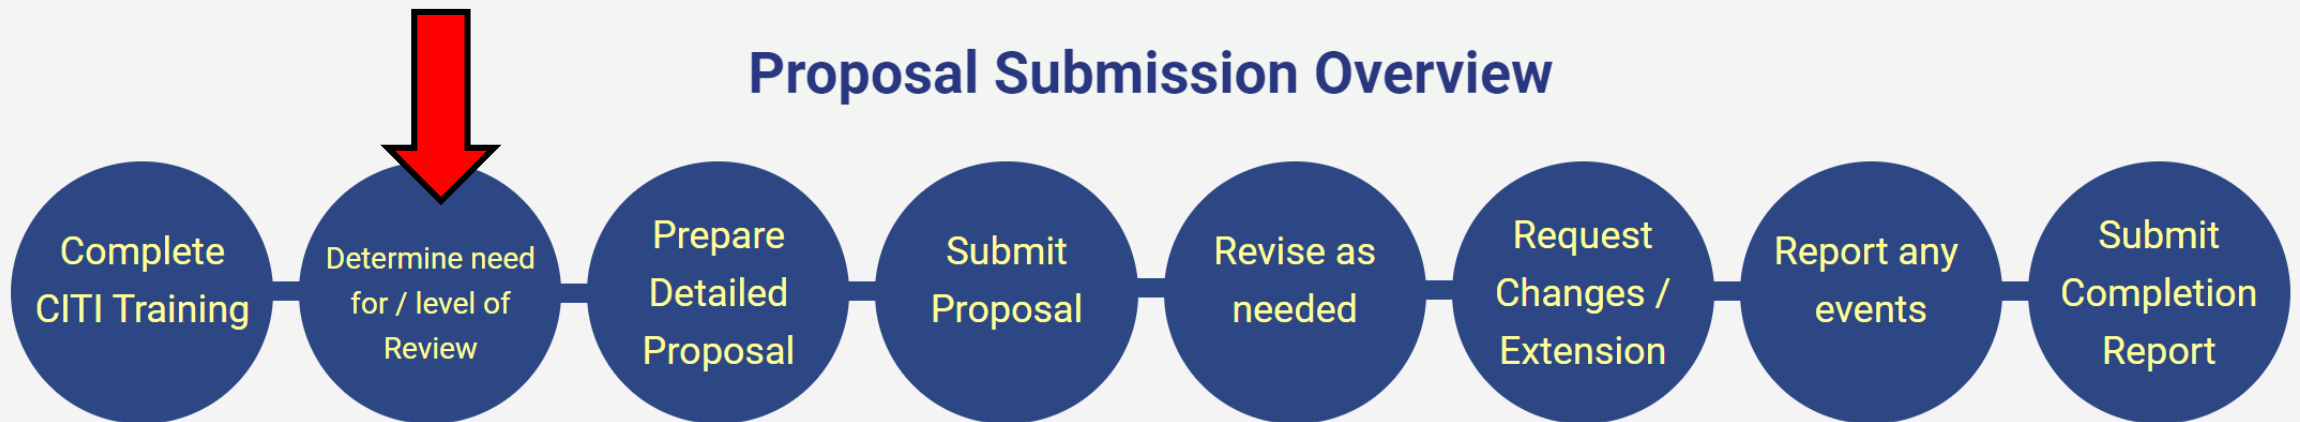 Proposal Submission Overview
Complete
CITI Training
Determine need
for / level of
Review
Prepare
Detailed
Proposal
Submit
Proposal
Revise as
needed
Request
Changes /
Extension
Report any
events
Submit
Completion
Report